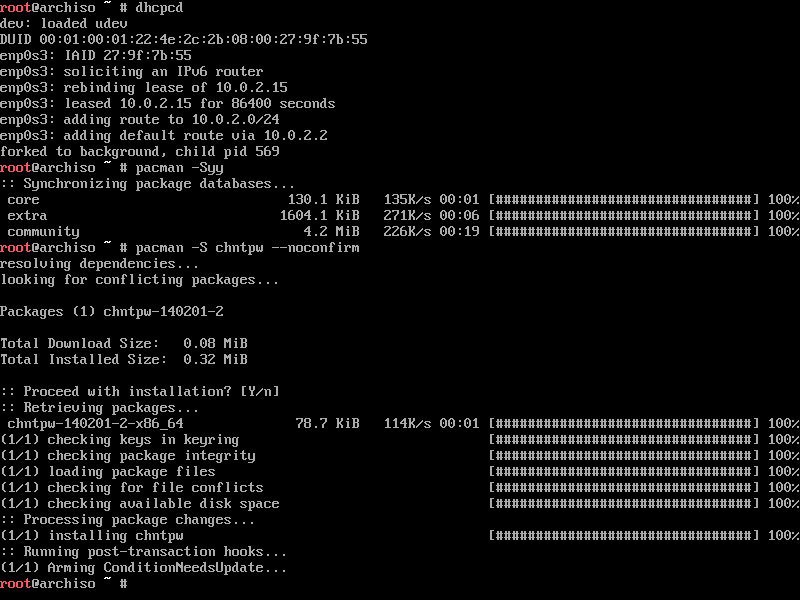 root@archiso ~ # dhcpcd
dev: loaded udev
DUID 00:01:00:01:22:4e:2c:2b:08:00:27:9f:7b:55
enp0s3: IAID 27:9f:7b:55
enp0s3: soliciting an IPv6 router
enp0s3: rebinding lease of 10.0.2.15
enp0s3: leased 10.0.2.15 for 86400 seconds
enp0s3: adding route to 10.0.2.0/24
enp0s3: adding default route via 10.0.2.2
forked to background, child pid 569
root@archiso ~ # pacman -Syy
:: Synchronizing package databases...
 core                               130.1 KiB   135K/s 00:01 [################################] 100%
 extra                             1604.1 KiB   271K/s 00:06 [################################] 100%
 community                            4.2 MiB   226K/s 00:19 [################################] 100%
root@archiso ~ # pacman -S chntpw --noconfirm
resolving dependencies...
looking for conflicting packages...

Packages (1) chntpw-140201-2

Total Download Size:   0.08 MiB
Total Installed Size:  0.32 MiB

:: Proceed with installation? [Y/n]
:: Retrieving packages...
 chntpw-140201-2-x86_64              78.7 KiB   114K/s 00:01 [################################] 100%
(1/1) checking keys in keyring                               [################################] 100%
(1/1) checking package integrity                             [################################] 100%
(1/1) loading package files                                  [################################] 100%
(1/1) checking for file conflicts                            [################################] 100%
(1/1) checking available disk space                          [################################] 100%
:: Processing package changes...
(1/1) installing chntpw                                      [################################] 100%
:: Running post-transaction hooks...
(1/1) Arming ConditionNeedsUpdate...
root@archiso ~ #